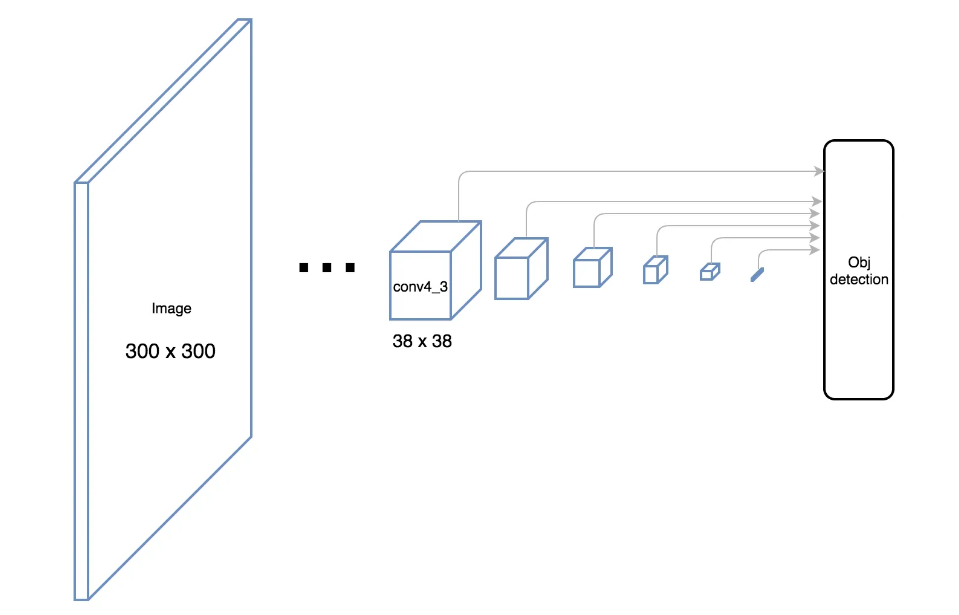 Image
300 x 300
conv4_3
38 x 38
Obj
detection